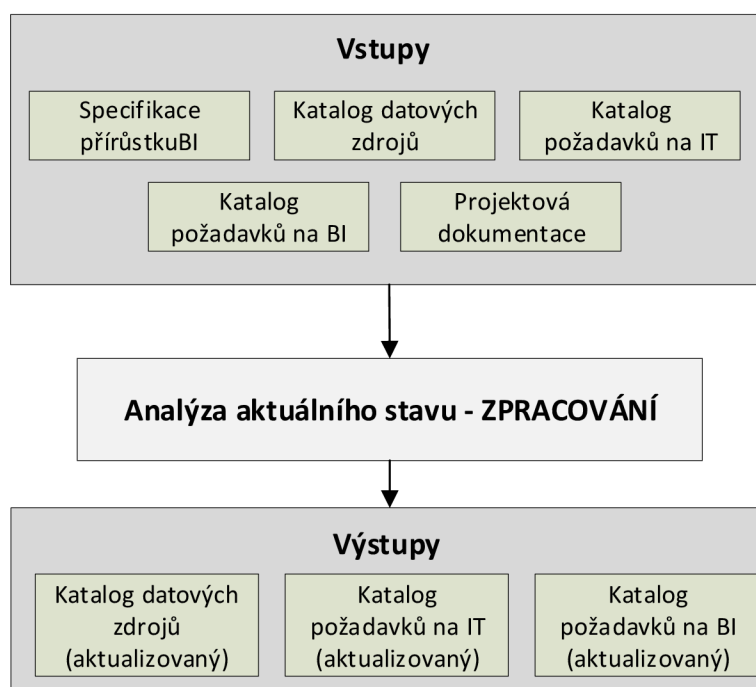 Vstupy
Specifikace
přírůstkuBI
Katalog datových
zdrojů
Katalog
požadavků na IT
Katalog
požadavků na BI
Projektová
dokumentace
Analýza aktuálního stavu - ZPRACOVÁNÍ
Výstupy
Katalog datových
zdrojů
(aktualizovaný)
Katalog
požadavků na IT
(aktualizovaný)
Katalog
požadavků na BI
(aktualizovaný)